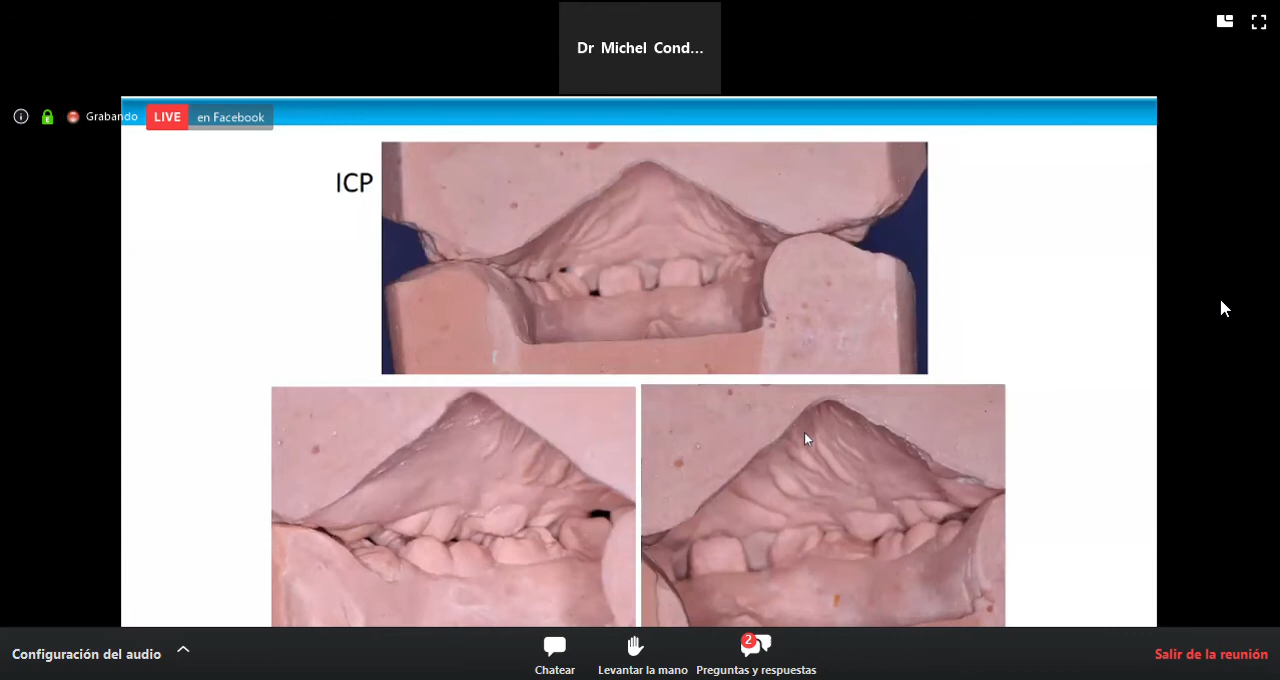 Dr Michel Cond...
Grabando
LIVE
en Facebook
ICP
Configuración del audio
Chatear
Levantar la mano
2
Preguntas y respuestas
Salir de la reunión